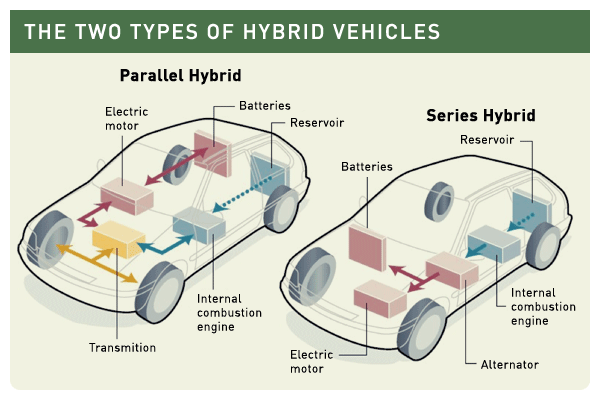 THE TWO TYPES OF HYBRID VEHICLES
Parallel Hybrid
Electric
motor
Batteries
Reservoir
Internal
combustion
engine
Transmition
Series Hybrid
Reservoir
Batteries
Internal
combustion
engine
Electric
motor
Alternator